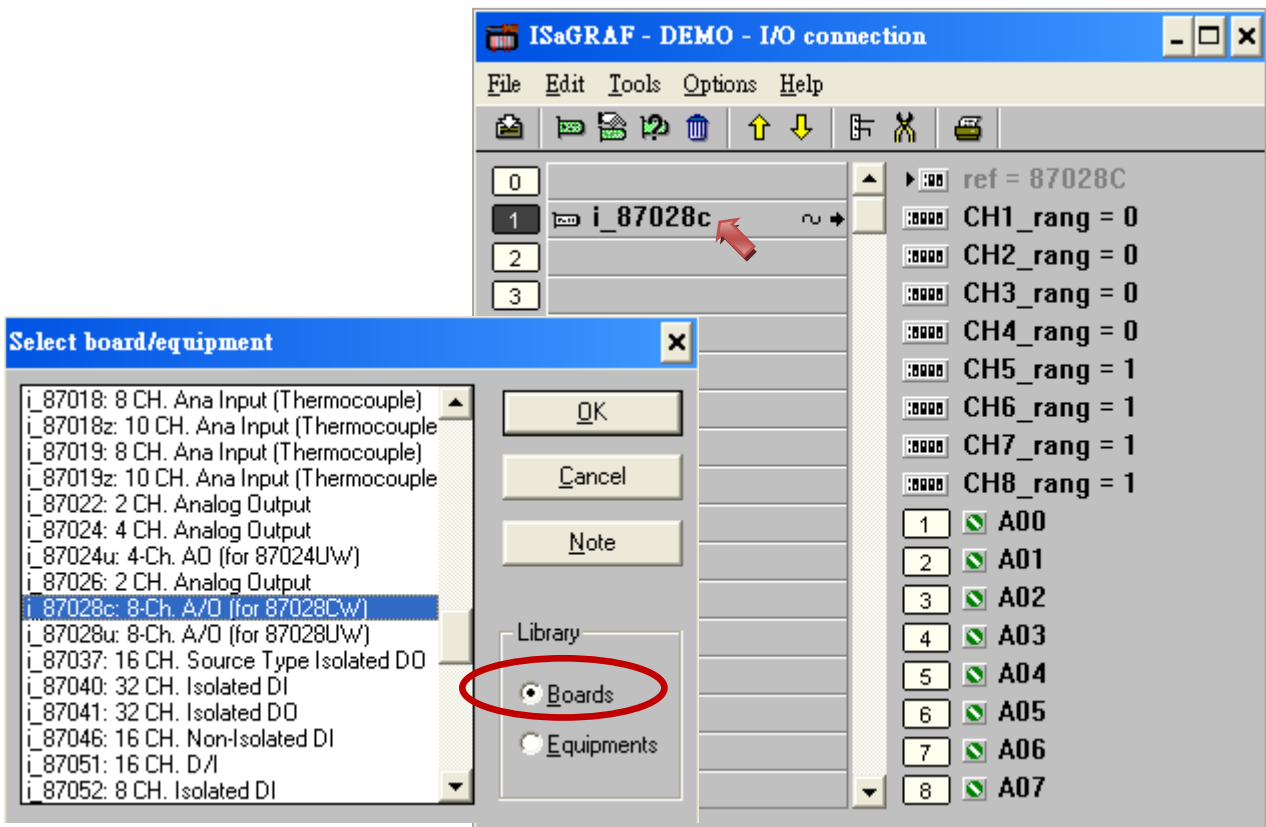 ISaGRAF - DEMO - I/O connection
File Edit Tools Options Help
0
1 i_87028c
2
3
ref = 87028C
CH1_rang = 0
CH2_rang = 0
CH3_rang = 0
CH4_rang = 0
CH5_rang = 1
CH6_rang = 1
CH7_rang = 1
CH8_rang = 1
1 A00
2 A01
3 A02
4 A03
5 A04
6 A05
7 A06
8 A07
Select board/equipment
i_87018: 8 CH. Ana Input (Thermocouple)
i_87018z: 10 CH. Ana Input (Thermocouple
i_87019: 8 CH. Ana Input (Thermocouple)
i_87019z: 10 CH. Ana Input (Thermocouple
i_87022: 2 CH. Analog Output
i_87024: 4 CH. Analog Output
i_87024u: 4-Ch. AO (for 87024UW)
i_87026: 2 CH. Analog Output
i_87028c: 8-Ch. A/O (for 87028CW)
i_87028u: 8-Ch. A/O (for 87028UW)
i_87037: 16 CH. Source Type Isolated DO
i_87040: 32 CH. Isolated DI
i_87041: 32 CH. Isolated DO
i_87046: 16 CH. Non-Isolated DI
i_87051: 16 CH. D/I
i_87052: 8 CH. Isolated DI
OK
Cancel
Note
Library
Boards
Equipments